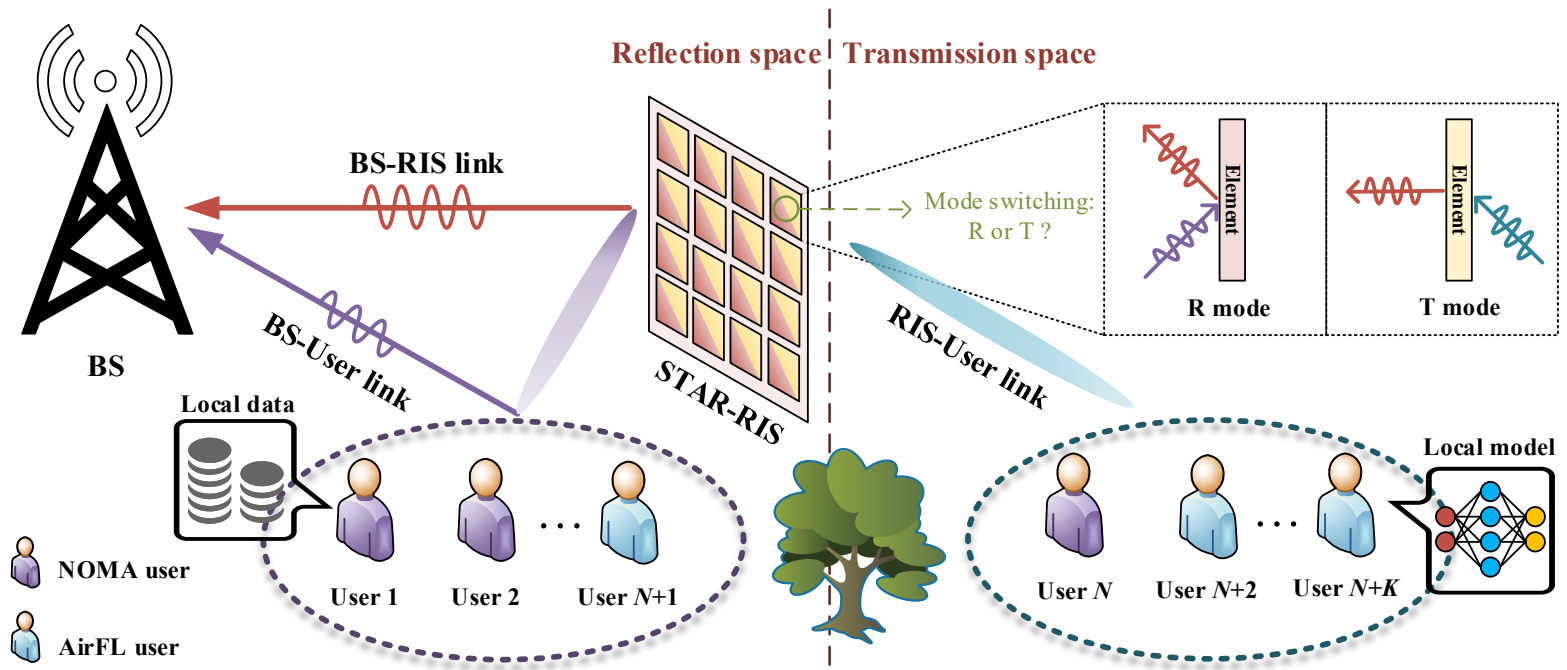 Reflection space
Transmission space
BS-RIS link
Mode switching:
R or T ?
Element
Element
R mode
T mode
BS
BS-User link
STAR-RIS
RIS-User link
Local data
Local model
User 1
User 2
...
User N+1
User N
User N+2
...
User N+K
NOMA user
AirFL user